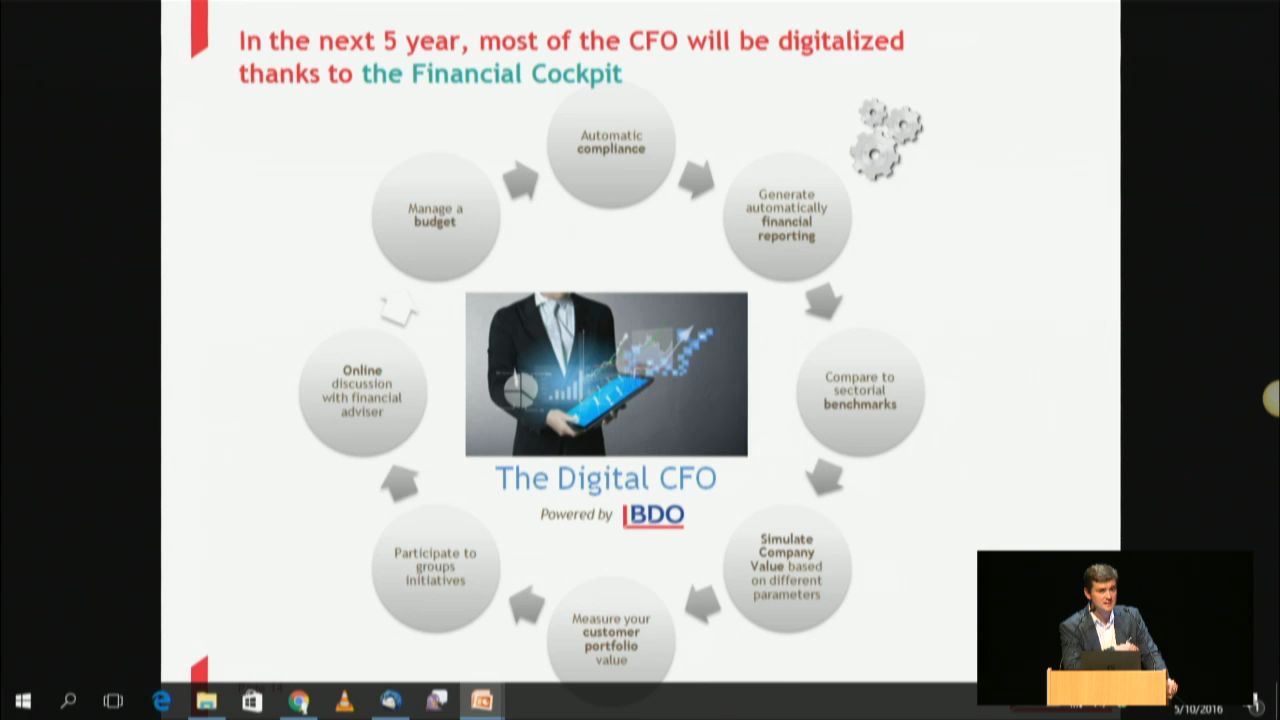 In the next 5 year, most of the CFO will be digitalized
thanks to the Financial Cockpit
Automatic
compliance
Generate
automatically
financial
reporting
Compare to
sectorial
benchmarks
Simulate
Company
Value based
on different
parameters
Measure your
customer
portfolio
value
Participate to
groups
initiatives
Online
discussion
with financial
adviser
Manage a
budget
The Digital CFO
Powered by BDO
5/10/2016